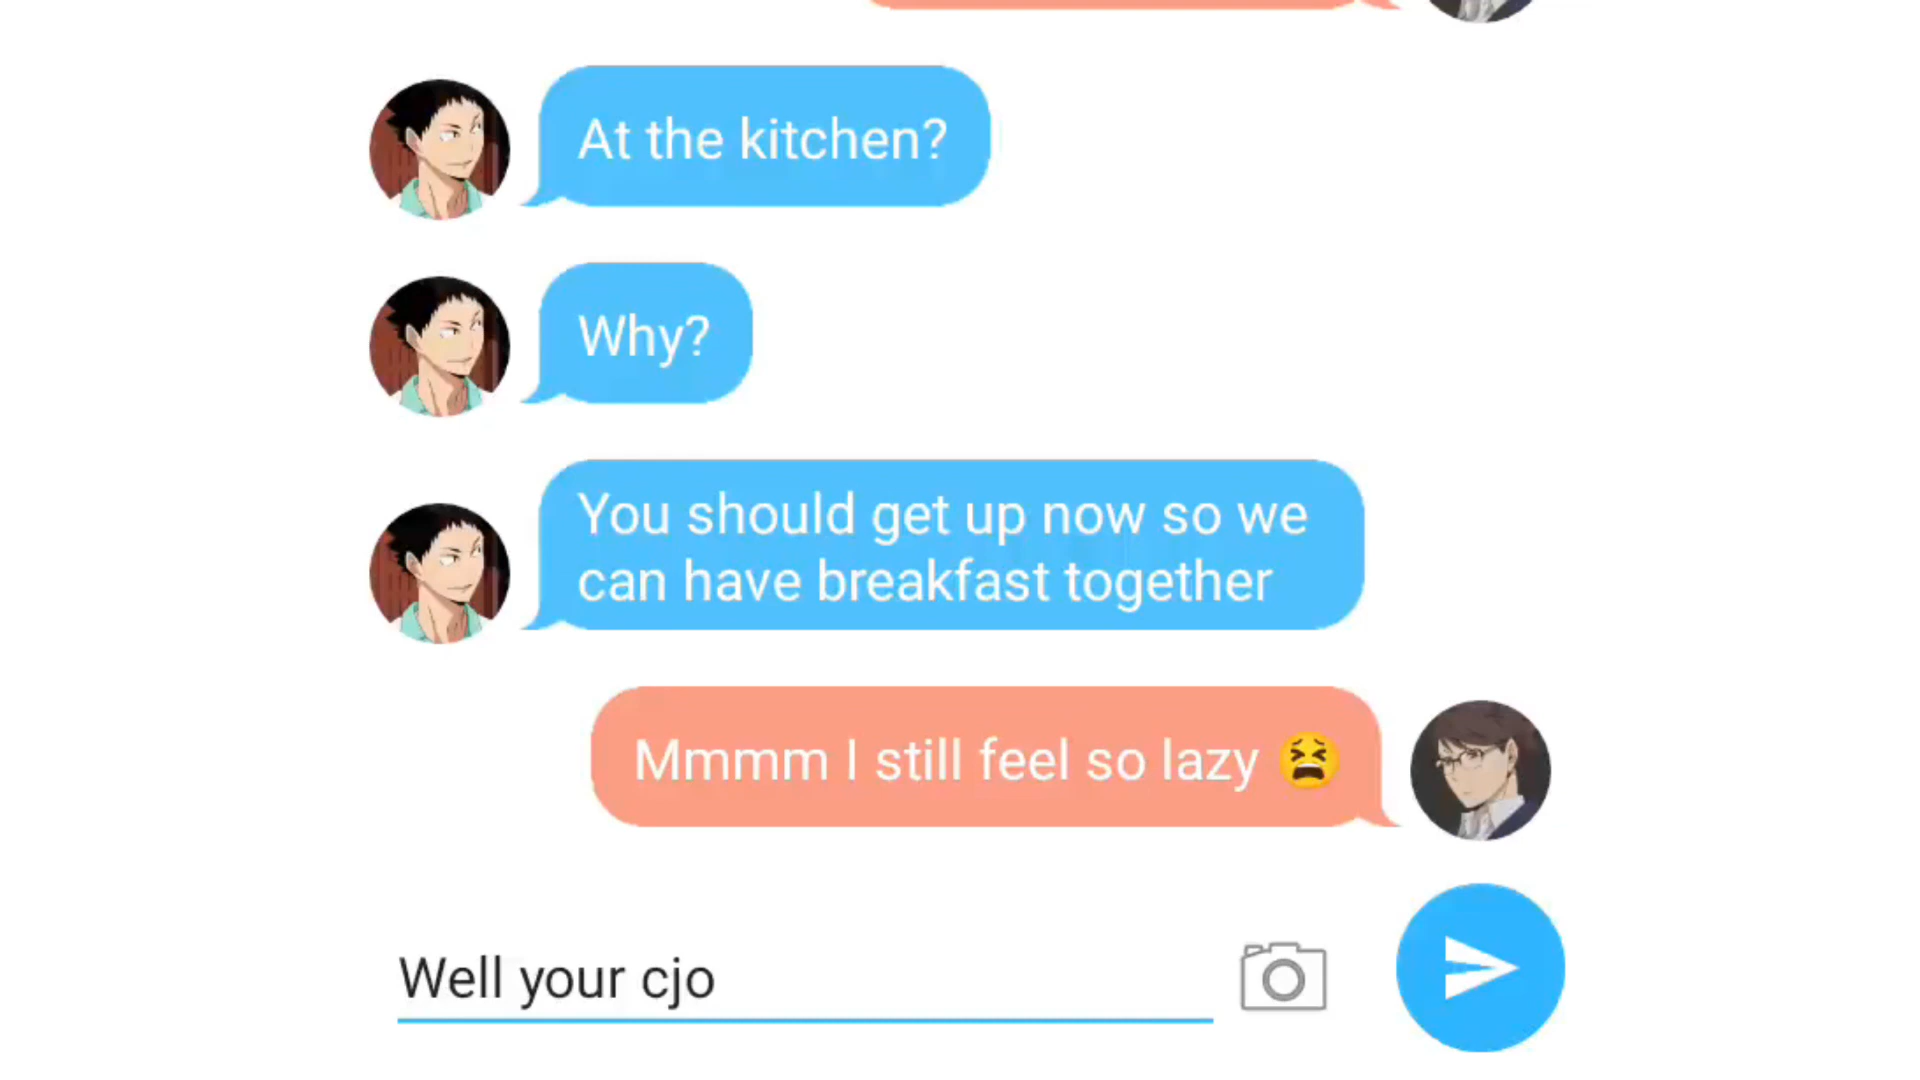 At the kitchen?
Why?
You should get up now so we
can have breakfast together
Mmmm I still feel so lazy 😫
Well your cjo